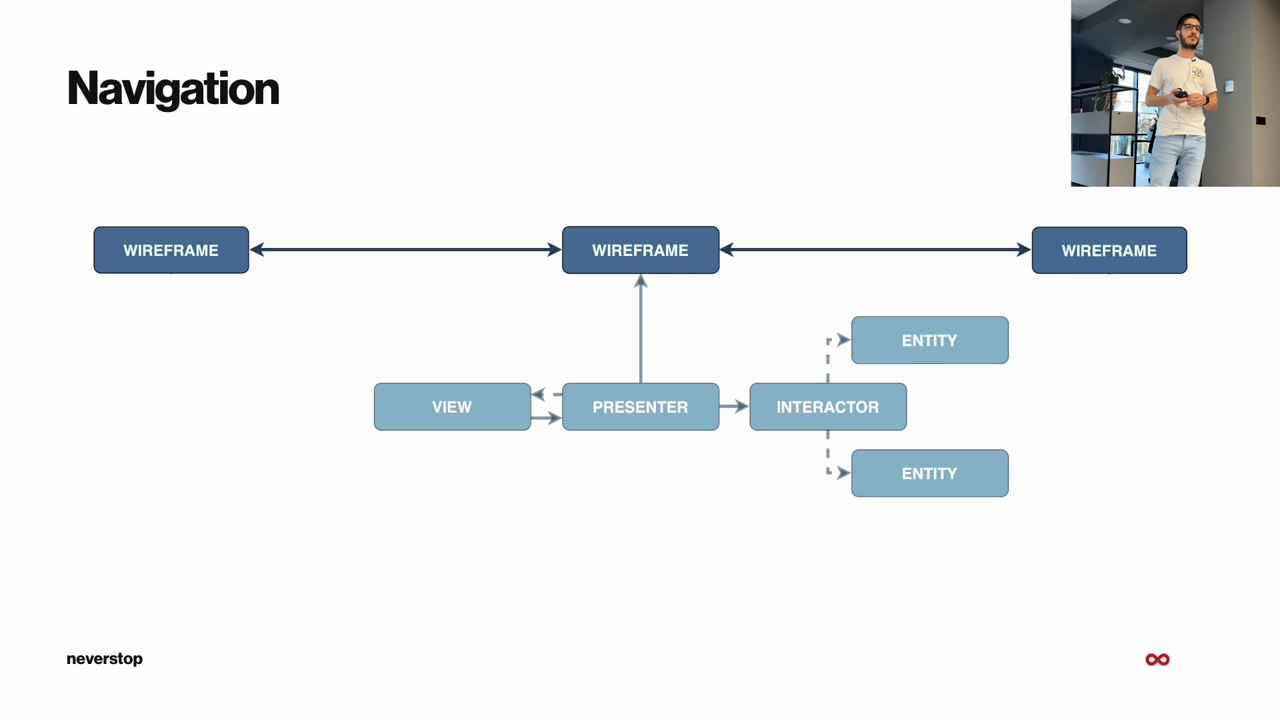 Navigation
WIREFRAME
WIREFRAME
WIREFRAME
ENTITY
VIEW
PRESENTER
INTERACTOR
ENTITY
neverstop